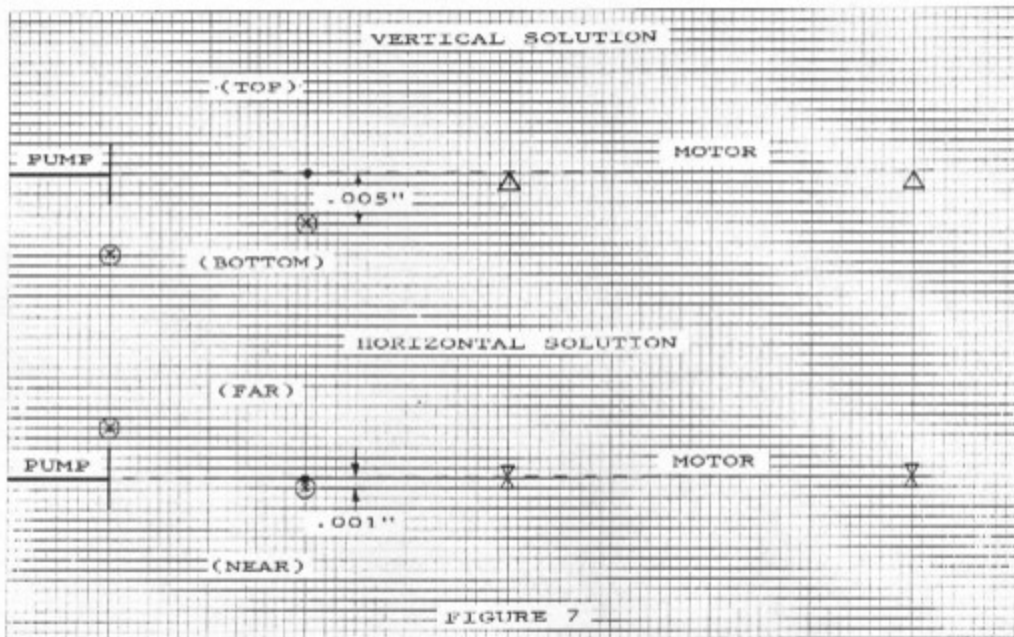 VERTICAL SOLUTION
(TOP)
PUMP
MOTOR
.005"
(BOTTOM)
HORIZONTAL SOLUTION
(FAR)
PUMP
MOTOR
.001"
(NEAR)
FIGURE 7